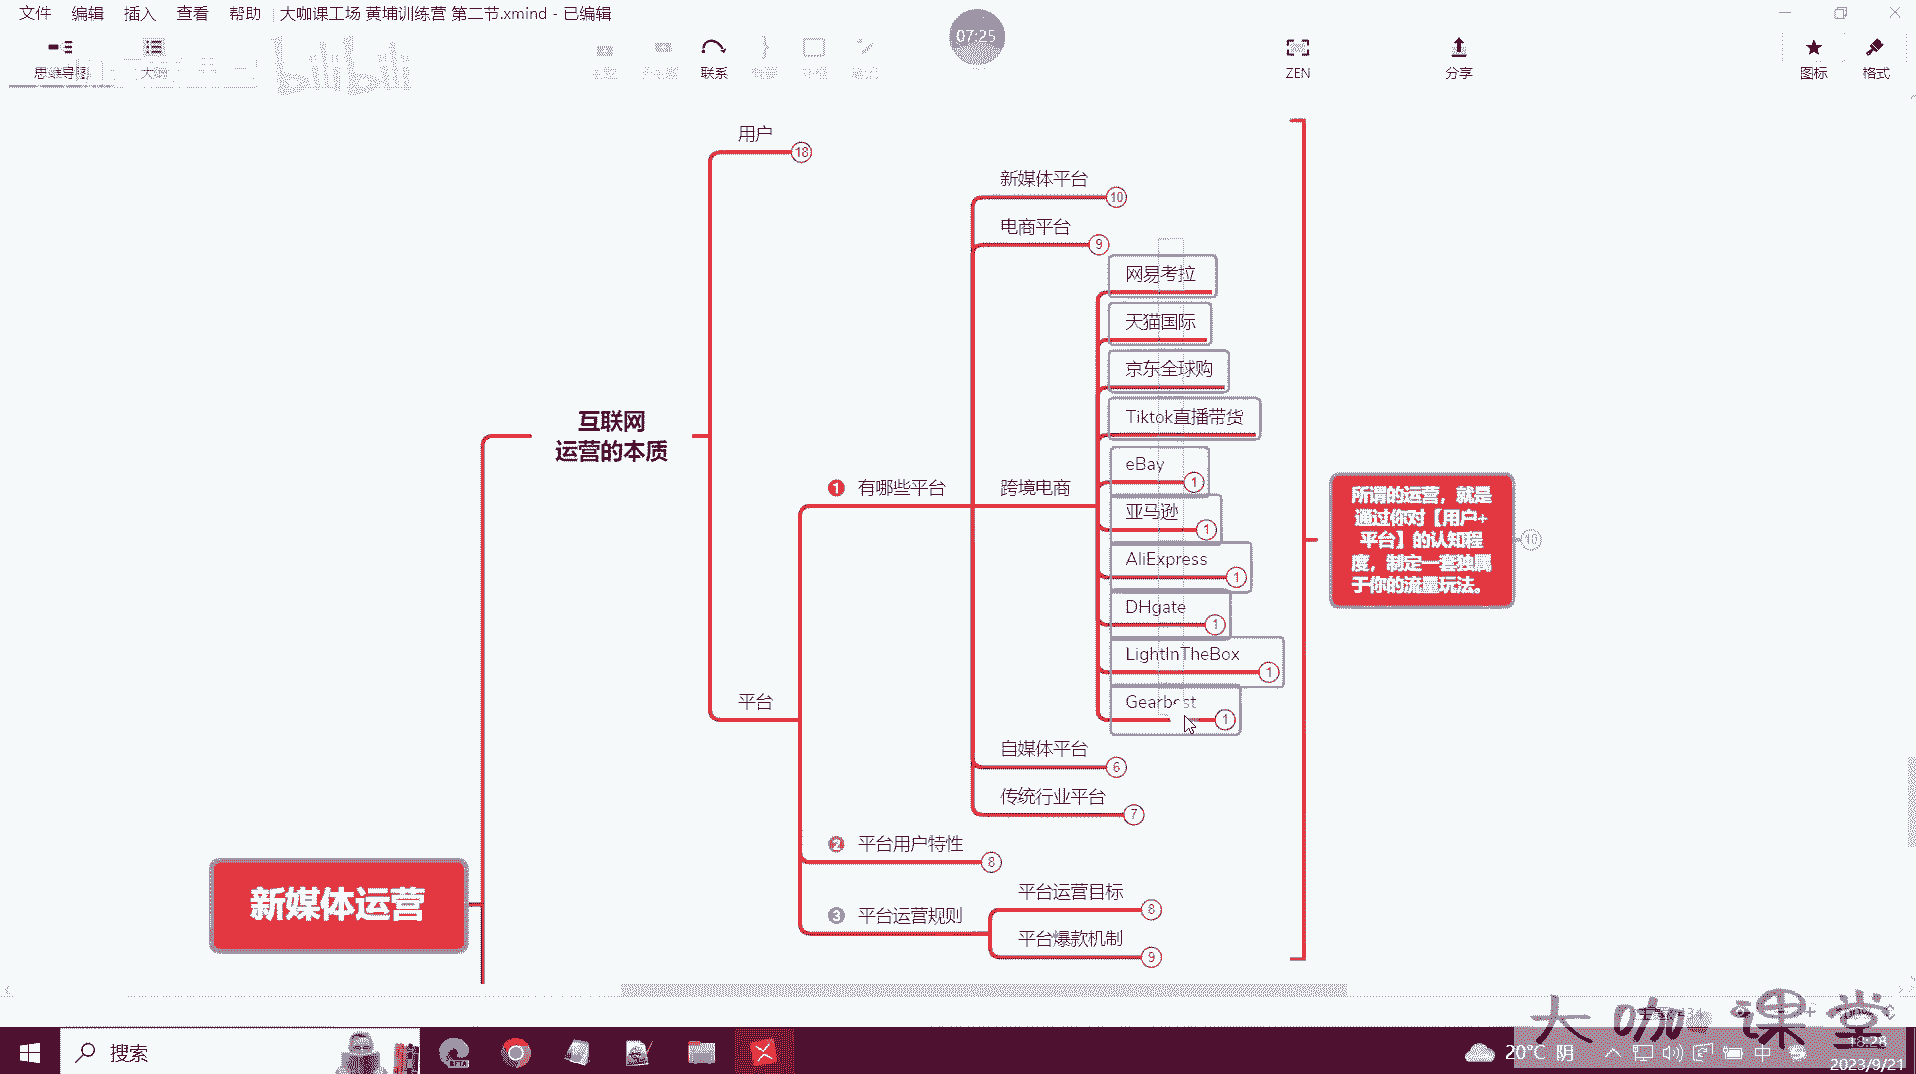 文件 编辑 插入 查看 帮助 大咖课工场 黄埔训练营 第二节.xmind - 已编辑
07:25
思维导图 大纲 联系 ZEN 分享 图标 格式
bilibili
用户 18
新媒体平台 10
电商平台 9
网易考拉
天猫国际
京东全球购
Tiktok直播带货
互联网
运营的本质
eBay 1
1 有哪些平台
跨境电商
亚马逊 1
AliExpress 1
DHgate 1
LightInTheBox 1
Gearbest 1
所谓的运营，就是
通过你对【用户+
平台】的认知程
度，制定一套独属
于你的流量玩法。
10
平台
自媒体平台 6
传统行业平台 7
2 平台用户特性 8
平台运营目标 8
3 平台运营规则
平台爆款机制 9
新媒体运营
大咖课堂
搜索
20°C 阴
中
18:28
2023/9/21